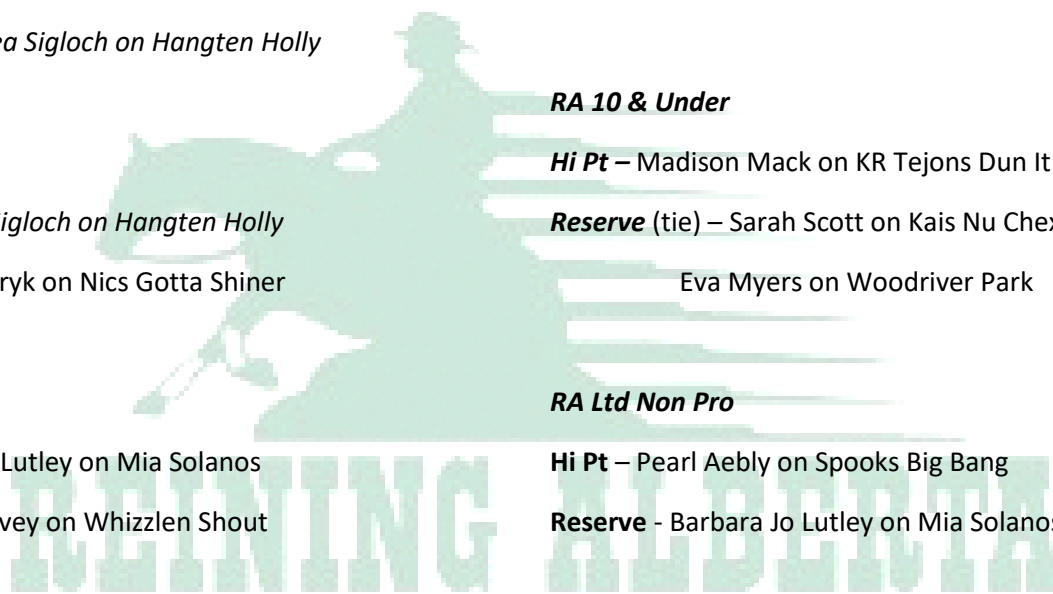 ea Sigloch on Hangten Holly
Sigloch on Hangten Holly
ryk on Nics Gotta Shiner
Lutley on Mia Solanos
vey on Whizzlen Shout
RA 10 & Under
Hi Pt – Madison Mack on KR Tejons Dun It
Reserve (tie) – Sarah Scott on Kais Nu Chex
Eva Myers on Woodriver Park
RA Ltd Non Pro
Hi Pt – Pearl Aebly on Spooks Big Bang
Reserve - Barbara Jo Lutley on Mia Solanos
REINING ALBERTA